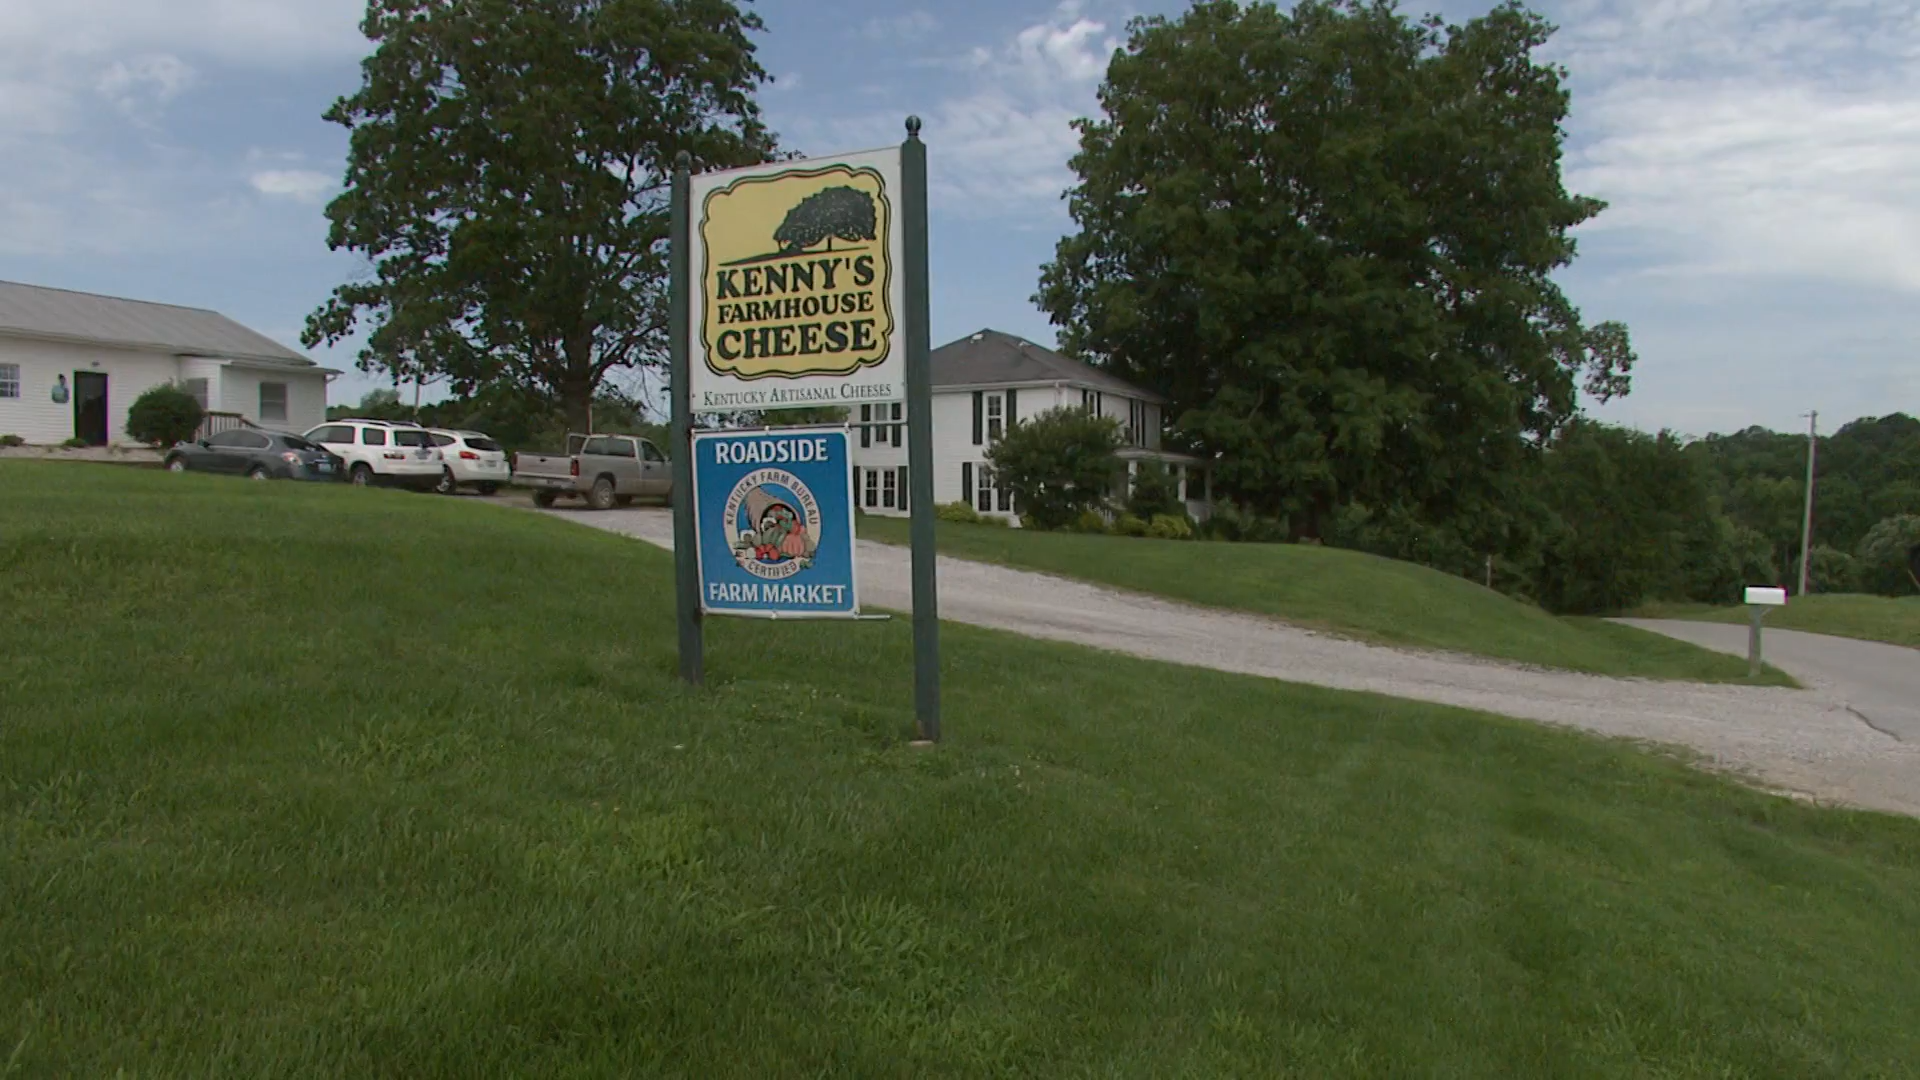 KENNY'S
FARMHOUSE
CHEESE
KENTUCKY ARTISANAL CHEESES
ROADSIDE
KENTUCKY FARM BUREAU
CERTIFIED
FARM MARKET